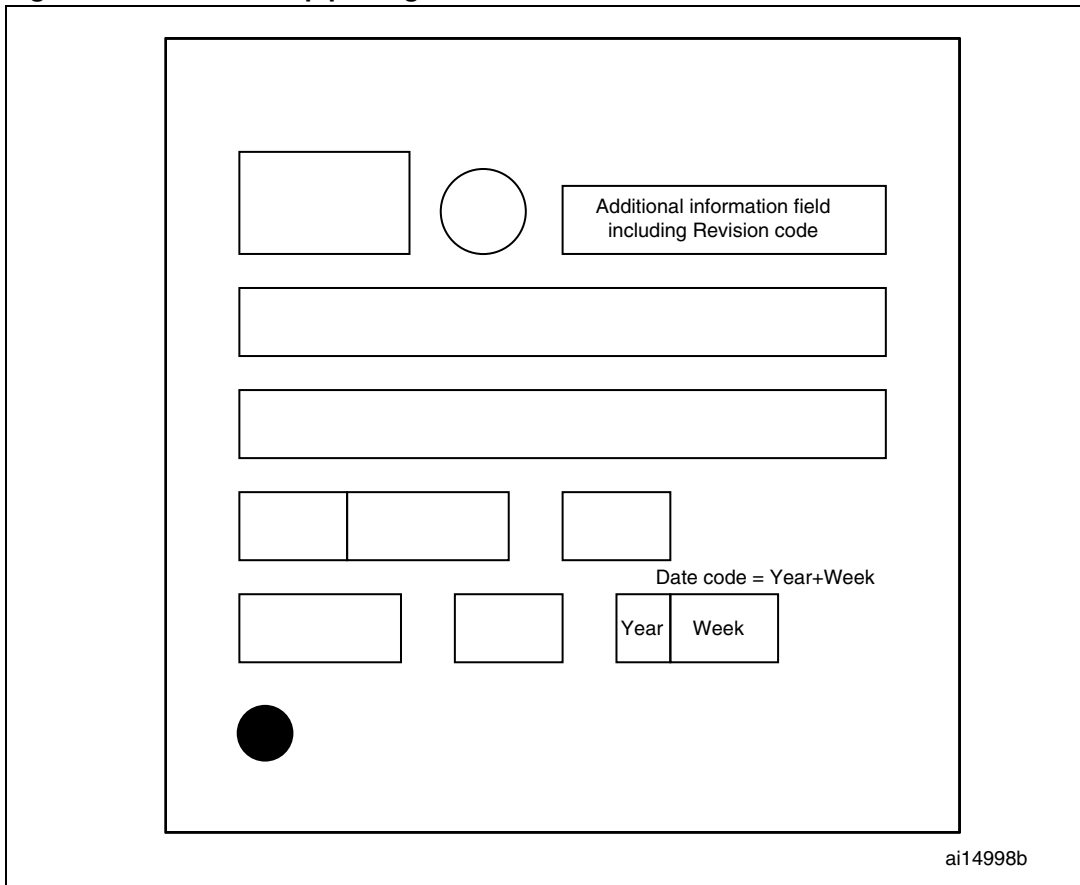 Additional information field
including Revision code
Date code = Year+Week
Year Week
ai14998b